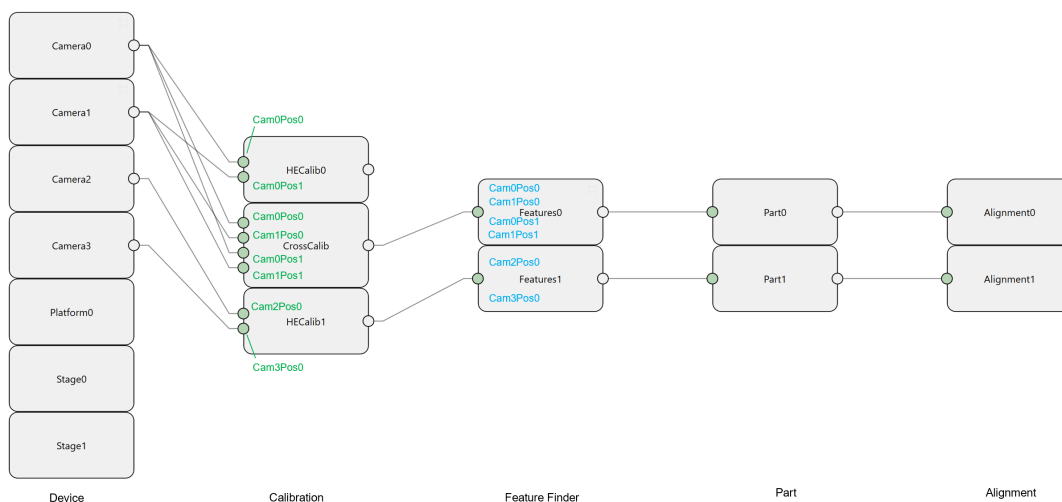 Camera0
Camera1
Camera2
Camera3
Platform0
Stage0
Stage1
Device
Cam0Pos0
HECalib0
Cam0Pos1
Cam0Pos0
Cam1Pos0
CrossCalib
Cam0Pos1
Cam1Pos1
Cam2Pos0
HECalib1
Cam3Pos0
Calibration
Cam0Pos0
Cam1Pos0
Features0
Cam0Pos1
Cam1Pos1
Cam2Pos0
Features1
Cam3Pos0
Feature Finder
Part0
Part1
Part
Alignment0
Alignment1
Alignment